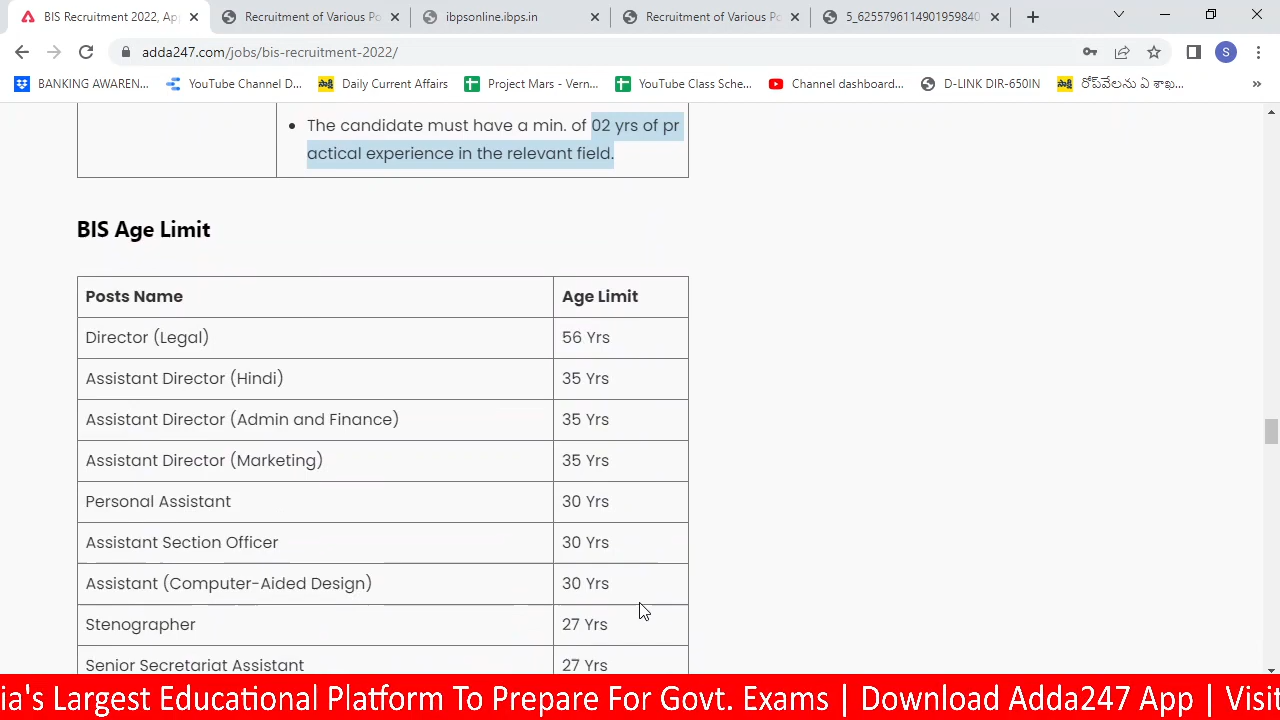 BIS Recruitment 2022, Ap
Recruitment of Various Po
ibpsonline.ibps.in
Recruitment of Various Po
5_6255796114901959840
adda247.com/jobs/bis-recruitment-2022/
S
BANKING AWAREN...
YouTube Channel D...
Daily Current Affairs
Project Mars - Vern...
YouTube Class Sche...
Channel dashboard...
D-LINK DIR-650IN
రోప్‌వేలను ఏ శాఖ...
»
• The candidate must have a min. of 02 yrs of pr
actical experience in the relevant field.
BIS Age Limit
Posts Name Age Limit
Director (Legal) 56 Yrs
Assistant Director (Hindi) 35 Yrs
Assistant Director (Admin and Finance) 35 Yrs
Assistant Director (Marketing) 35 Yrs
Personal Assistant 30 Yrs
Assistant Section Officer 30 Yrs
Assistant (Computer-Aided Design) 30 Yrs
Stenographer 27 Yrs
Senior Secretariat Assistant 27 Yrs
ia's Largest Educational Platform To Prepare For Govt. Exams | Download Adda247 App | Visit